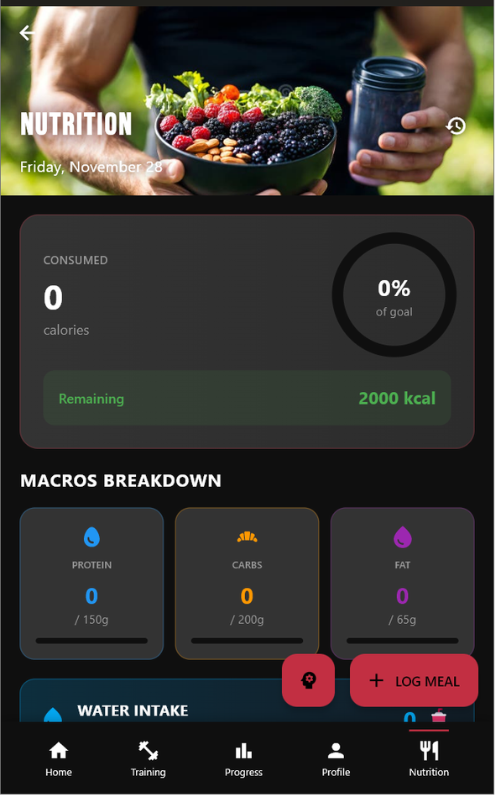 NUTRITION
Friday, November 28
CONSUMED
0
calories
0%
of goal
Remaining 2000 kcal
MACROS BREAKDOWN
PROTEIN
0
/ 150g
CARBS
0
/ 200g
FAT
0
/ 65g
LOG MEAL
WATER INTAKE
0
Home
Training
Progress
Profile
Nutrition